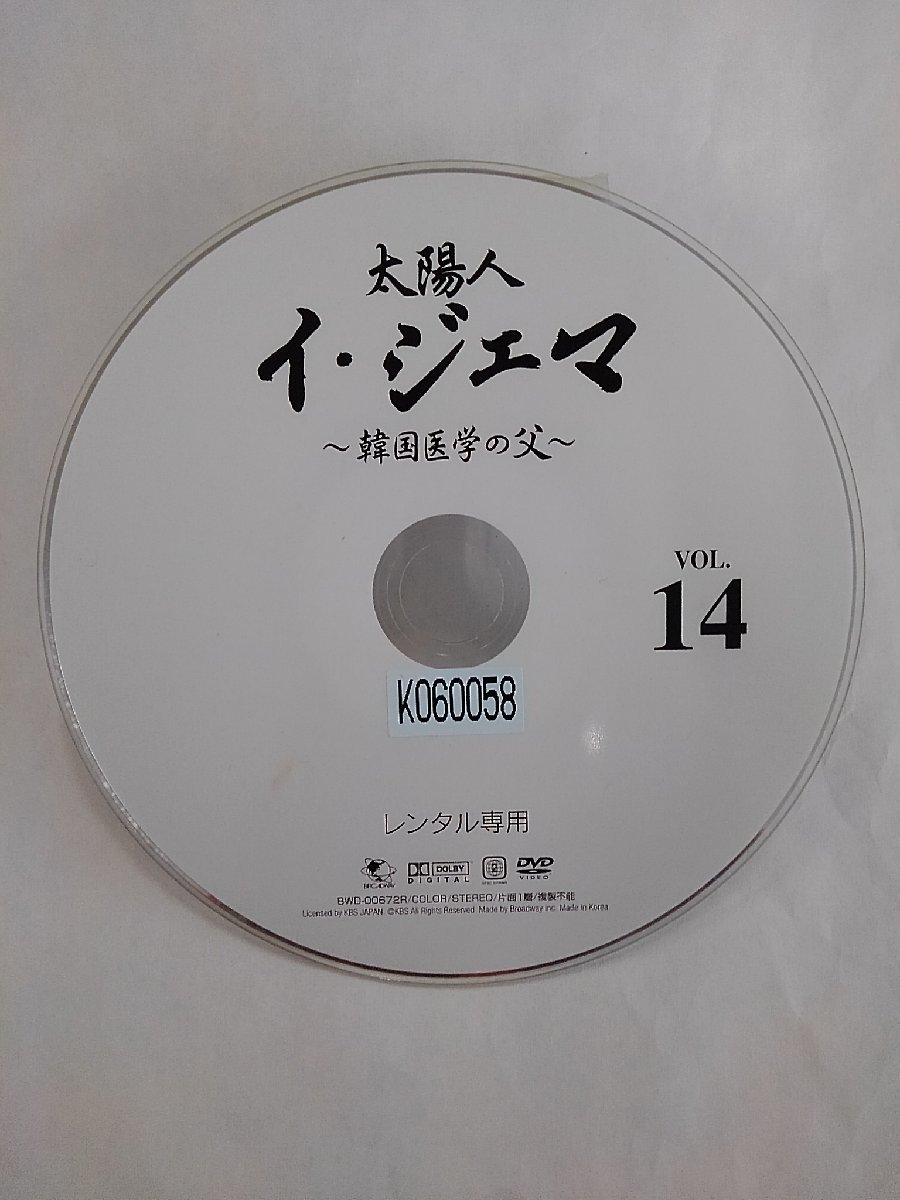 太陽人
イ・ジェマ
～韓国医学の父～
VOL.
14
K060058
レンタル専用
BROADWAY
DOLBY
DIGITAL
2
DVD
VIDEO
BWD-00672R/COLOR/STEREO/片面1層/複製不能
Licensed by KBS JAPAN. ©KBS All Rights Reserved. Made by Broadway Inc. Made in Korea